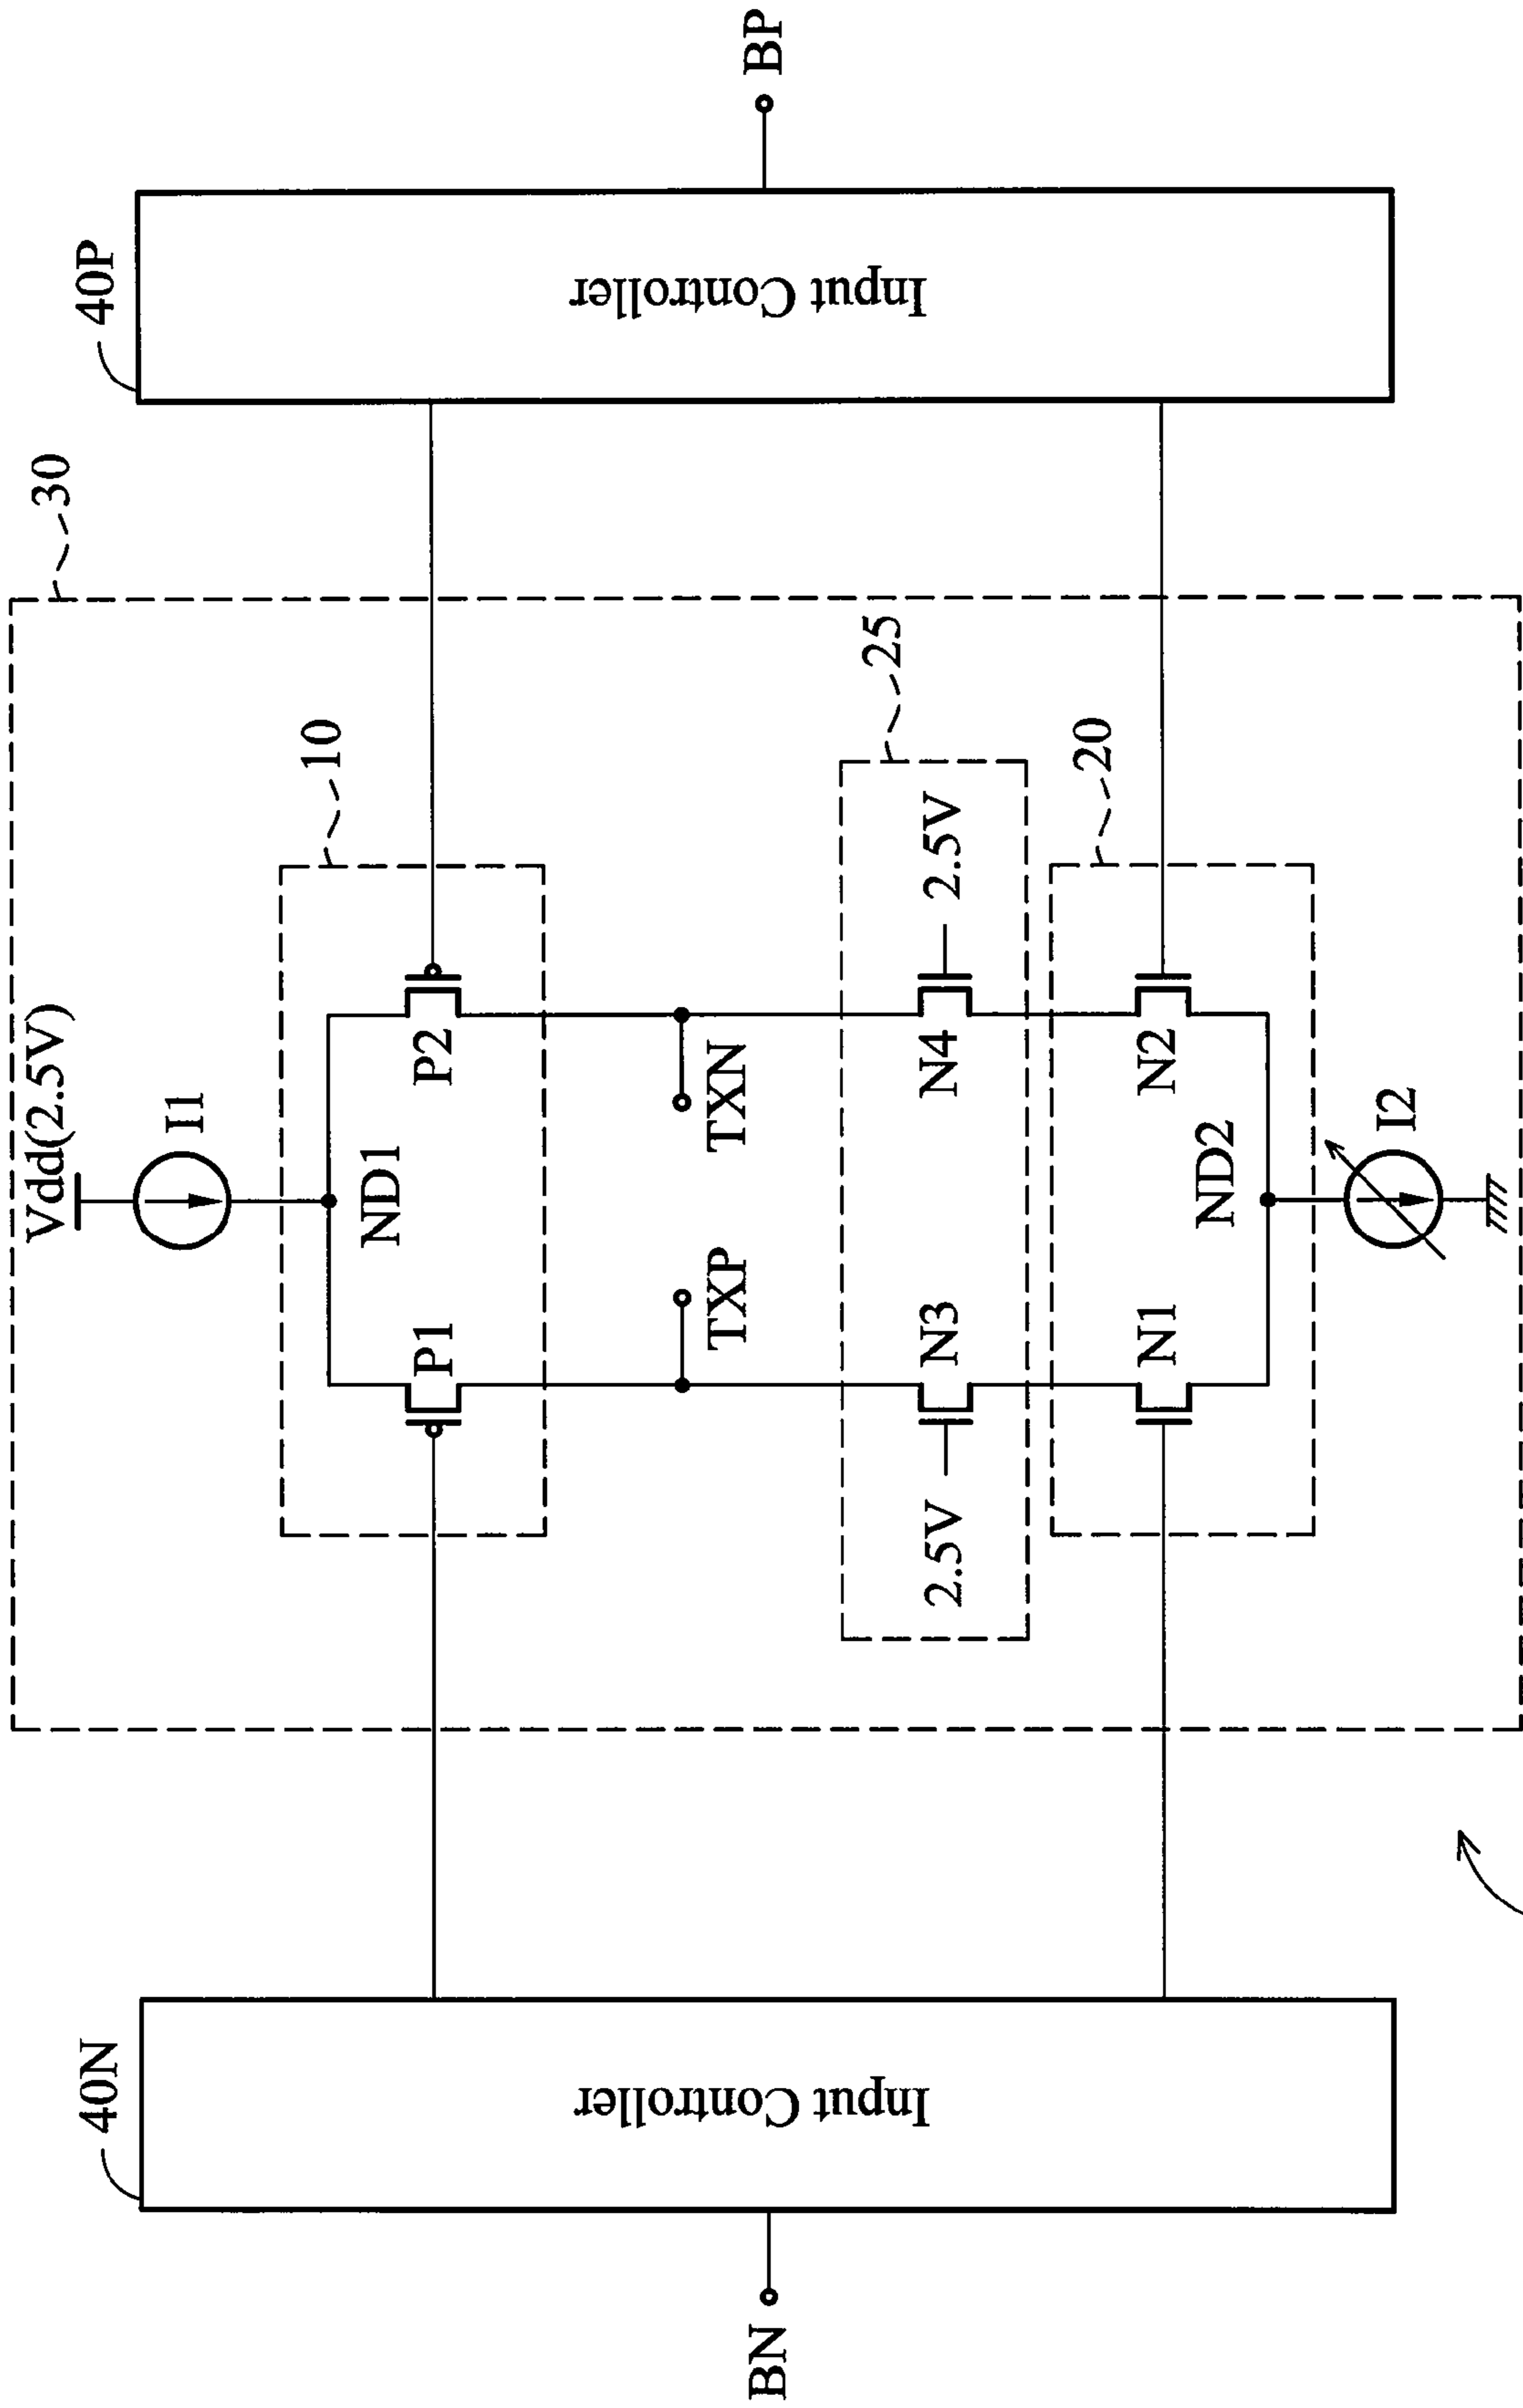 40N
BN
Input Controller
30
Vdd(2.5V)
I1
10
ND1
P1
P2
TXP
TXN
25
2.5V
N3
N4
2.5V
20
N1
N2
ND2
I2
40P
Input Controller
BP